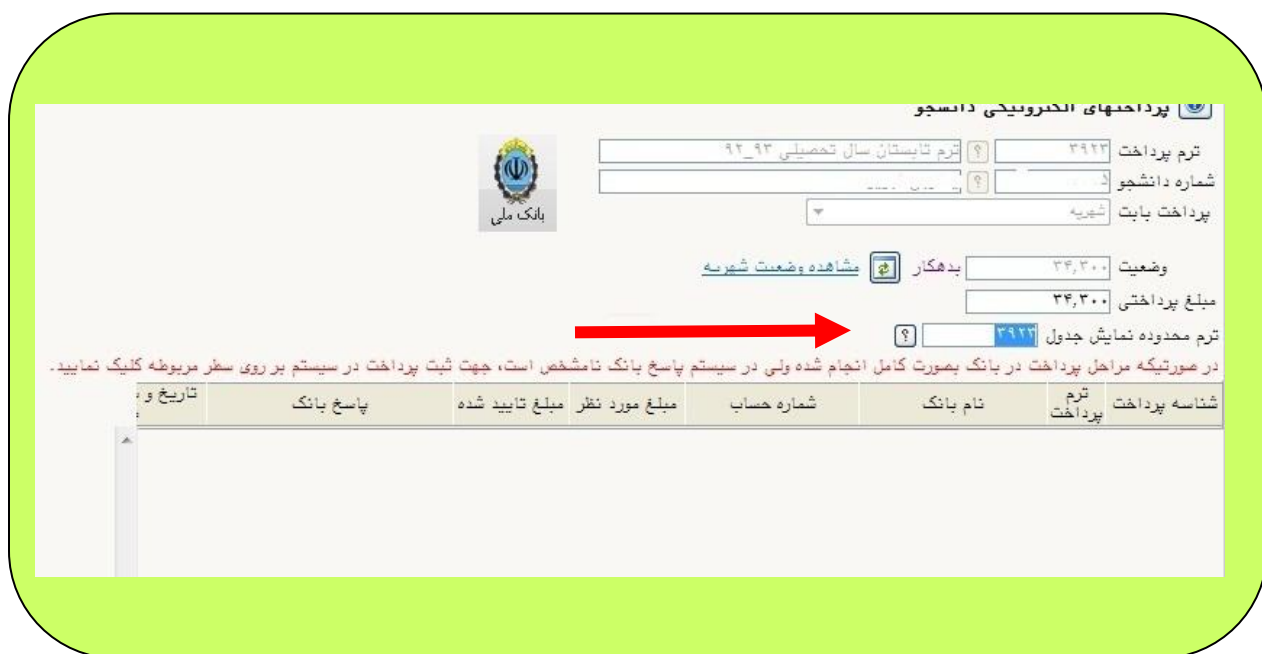 پرداختهای الکترونیکی دانشجو
ترم پرداخت ۳۹۲۳ ؟ ترم تابستان سال تحصیلی ۹۳_۹۲
شماره دانشجو ؟
پرداخت بابت شهریه
بانک ملی
وضعیت ۳۴,۳۰۰ بدهکار مشاهده وضعیت شهریه
مبلغ پرداختی ۳۴,۳۰۰
ترم محدوده نمایش جدول ۳۹۲۳ ؟
در صورتیکه مراحل پرداخت در بانک بصورت کامل انجام شده ولی در سیستم پاسخ بانک نامشخص است، جهت ثبت پرداخت در سیستم بر روی سطر مربوطه کلیک نمایید.
شناسه پرداخت ترم پرداخت نام بانک شماره حساب مبلغ مورد نظر مبلغ تایید شده پاسخ بانک تاریخ و